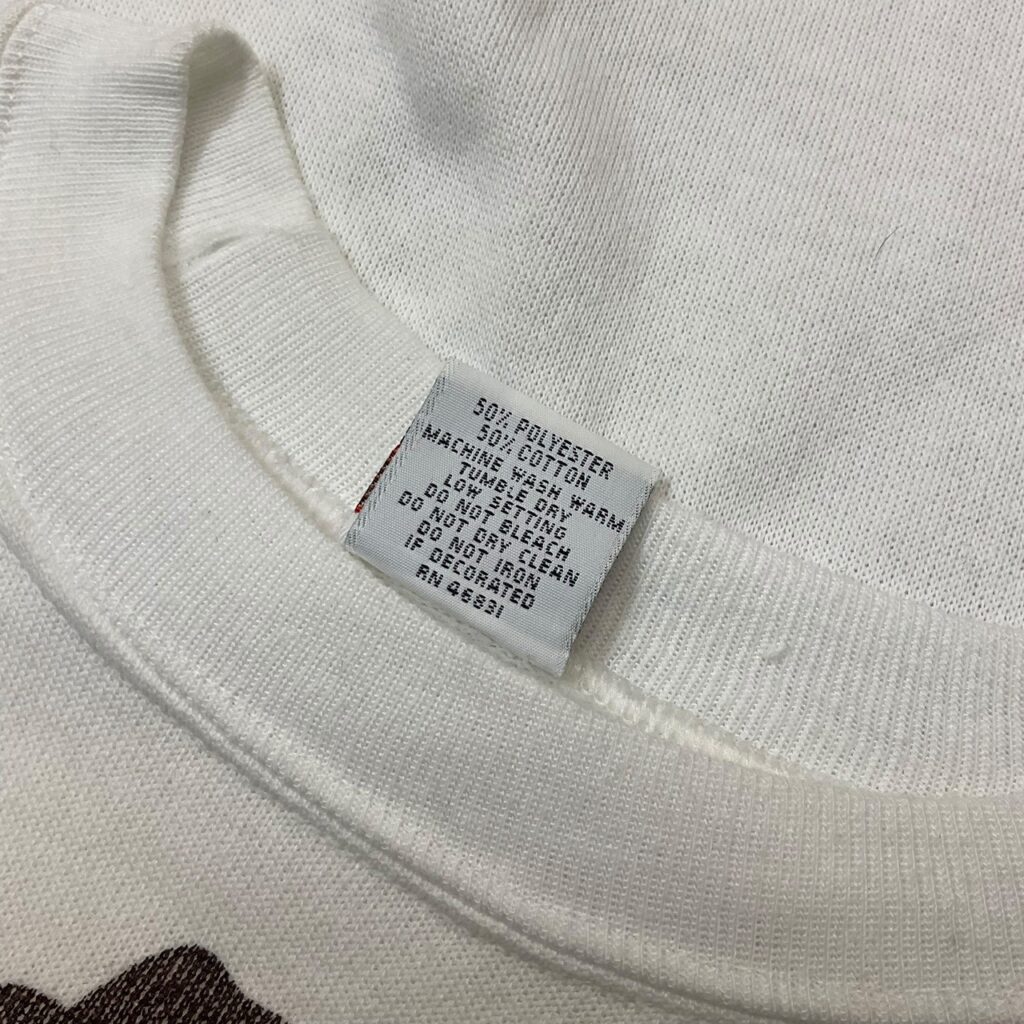 50% POLYESTER
50% COTTON
MACHINE WASH WARM
TUMBLE DRY
LOW SETTING
DO NOT BLEACH
DO NOT DRY CLEAN
DO NOT IRON
IF DECORATED
RN 46831